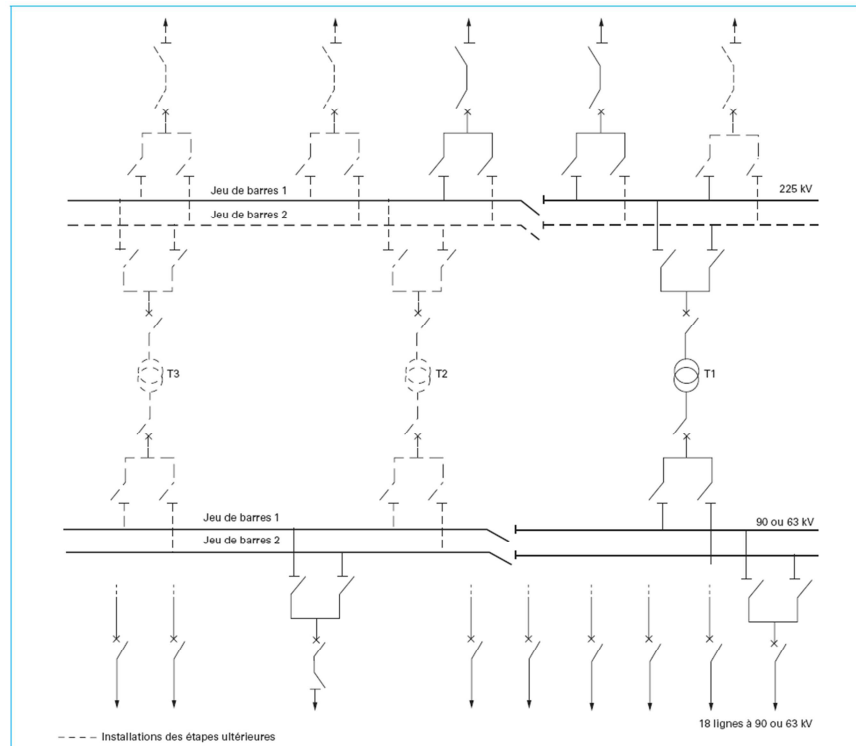 Jeu de barres 1
225 kV
Jeu de barres 2
T3
T2
T1
Jeu de barres 1
90 ou 63 kV
Jeu de barres 2
18 lignes à 90 ou 63 kV
Installations des étapes ultérieures